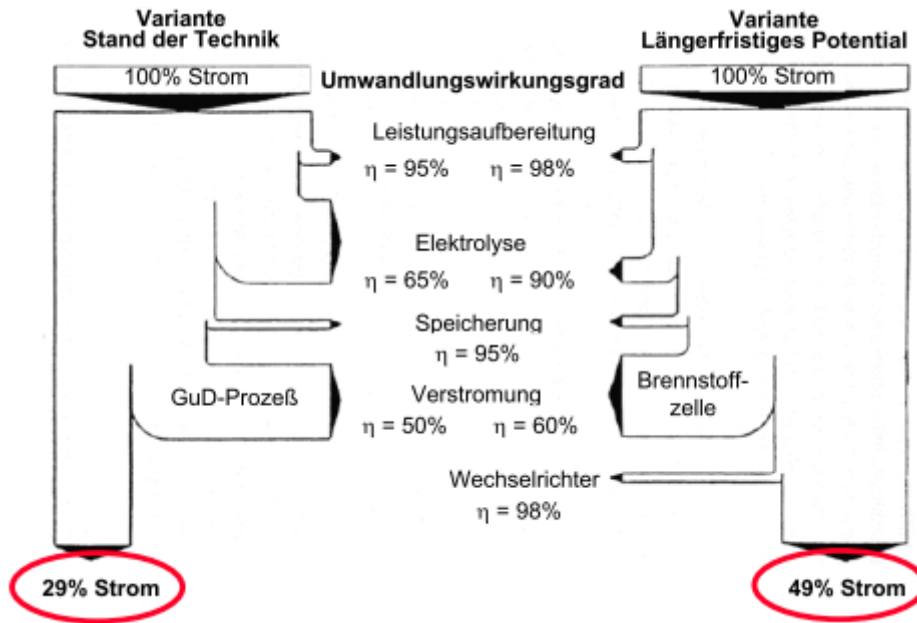 Variante
Stand der Technik
Variante
Längerfristiges Potential
100% Strom
Umwandlungswirkungsgrad
100% Strom
Leistungsaufbereitung
η = 95% η = 98%
Elektrolyse
η = 65% η = 90%
Speicherung
η = 95%
GuD-Prozeß
Verstromung
Brennstoff-
zelle
η = 50% η = 60%
Wechselrichter
η = 98%
29% Strom
49% Strom